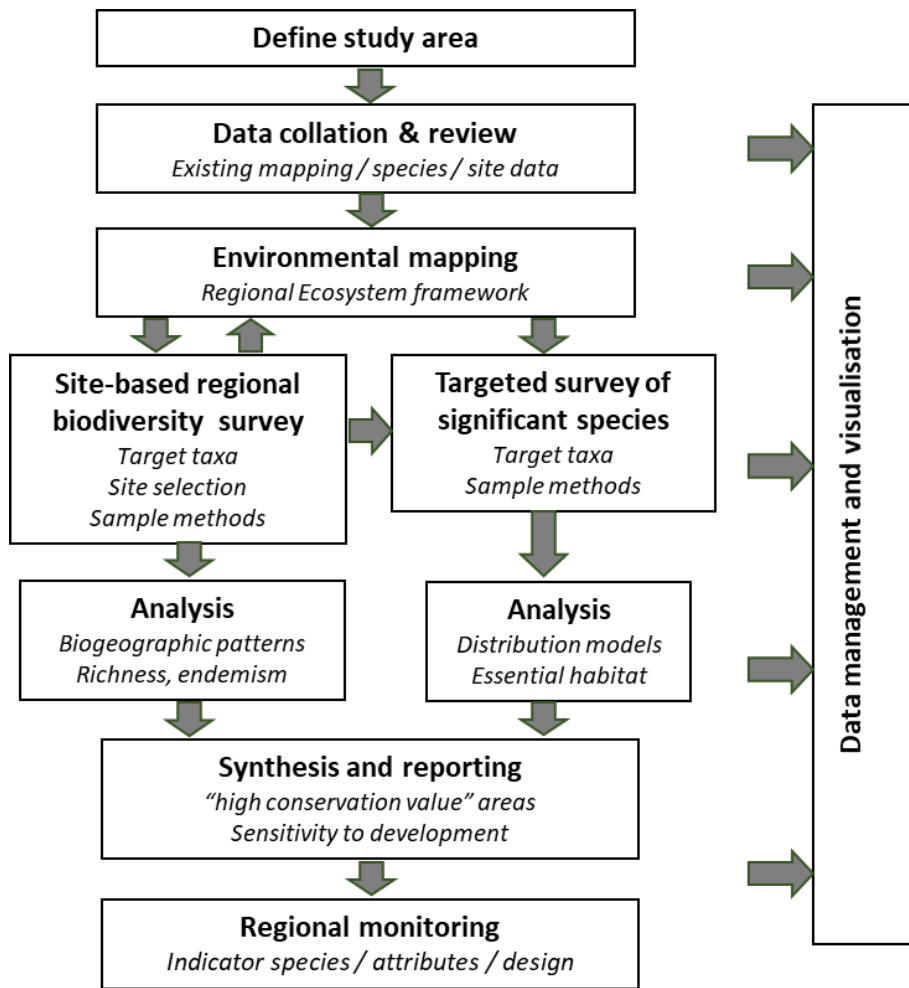 Define study area
Data collation & review
Existing mapping / species / site data
Environmental mapping
Regional Ecosystem framework
Site-based regional
biodiversity survey
Target taxa
Site selection
Sample methods
Targeted survey of
significant species
Target taxa
Sample methods
Analysis
Biogeographic patterns
Richness, endemism
Analysis
Distribution models
Essential habitat
Synthesis and reporting
“high conservation value” areas
Sensitivity to development
Regional monitoring
Indicator species / attributes / design
Data management and visualisation